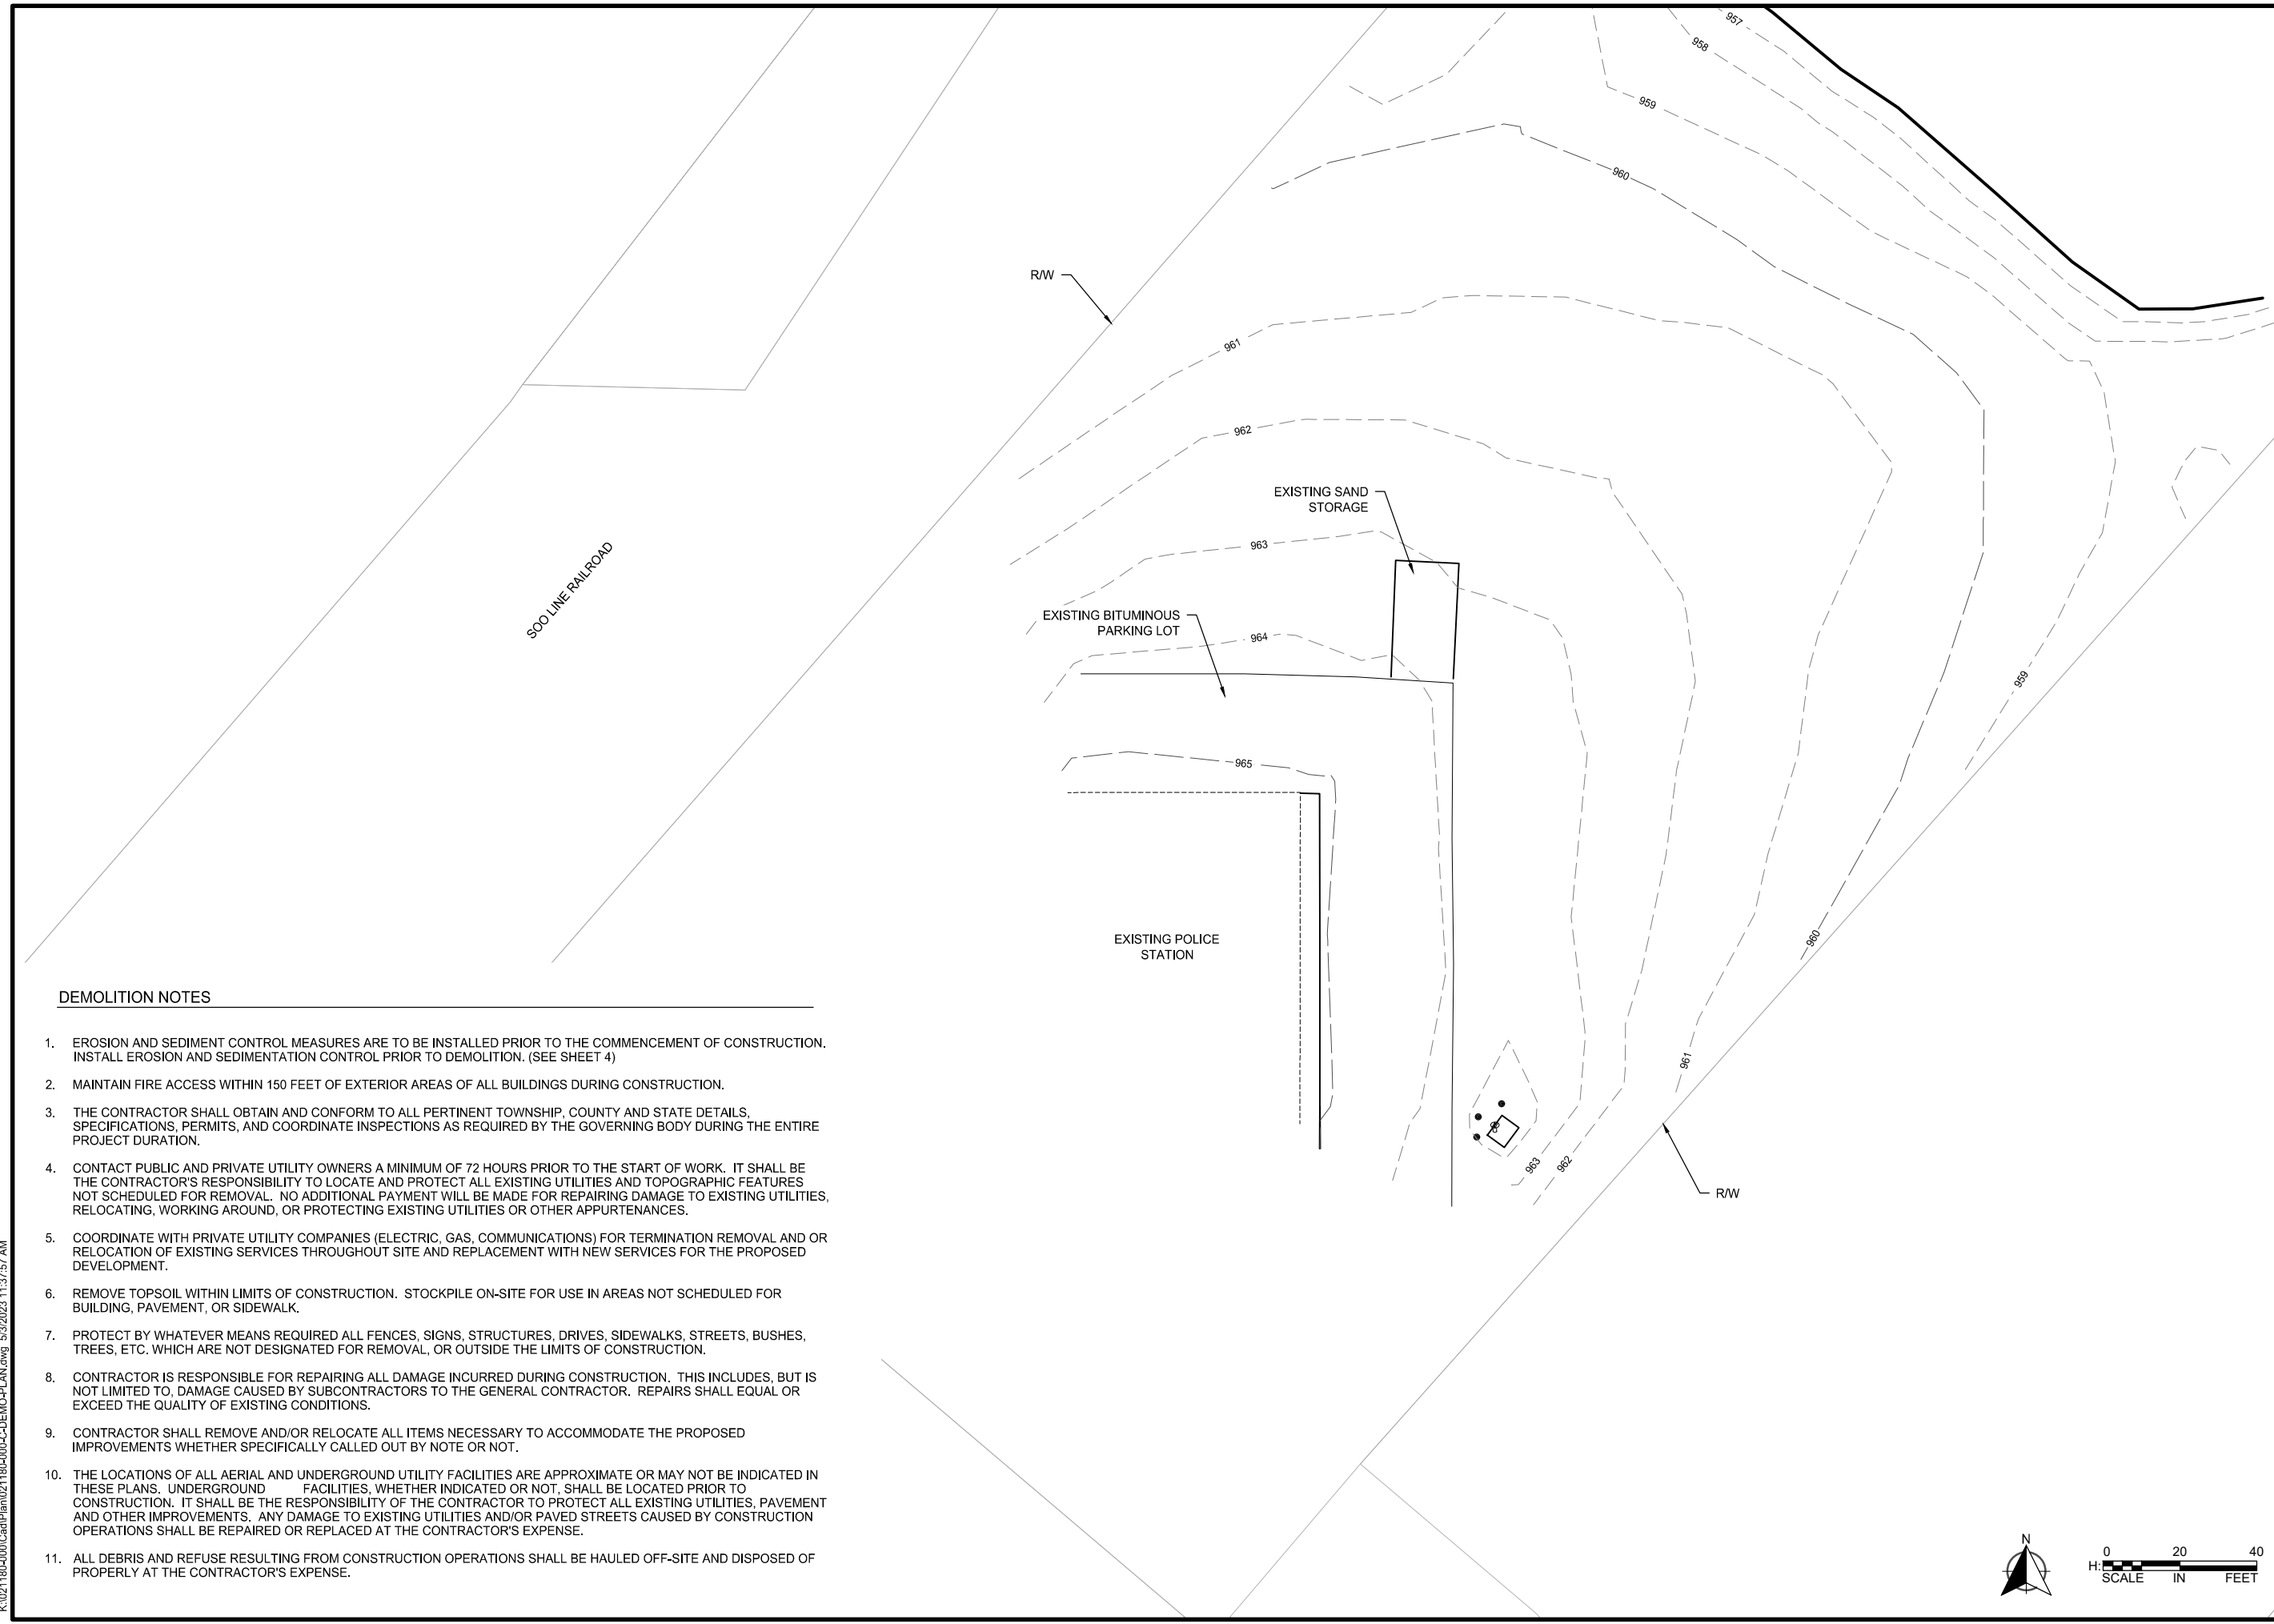 957
958
959
960
R/W
961
962
EXISTING SAND
STORAGE
963
SOO LINE RAILROAD
EXISTING BITUMINOUS
PARKING LOT
964
959
965
EXISTING POLICE
STATION
960
961
963
962
R/W
DEMOLITION NOTES
1. EROSION AND SEDIMENT CONTROL MEASURES ARE TO BE INSTALLED PRIOR TO THE COMMENCEMENT OF CONSTRUCTION.
INSTALL EROSION AND SEDIMENTATION CONTROL PRIOR TO DEMOLITION. (SEE SHEET 4)
2. MAINTAIN FIRE ACCESS WITHIN 150 FEET OF EXTERIOR AREAS OF ALL BUILDINGS DURING CONSTRUCTION.
3. THE CONTRACTOR SHALL OBTAIN AND CONFORM TO ALL PERTINENT TOWNSHIP, COUNTY AND STATE DETAILS,
SPECIFICATIONS, PERMITS, AND COORDINATE INSPECTIONS AS REQUIRED BY THE GOVERNING BODY DURING THE ENTIRE
PROJECT DURATION.
4. CONTACT PUBLIC AND PRIVATE UTILITY OWNERS A MINIMUM OF 72 HOURS PRIOR TO THE START OF WORK. IT SHALL BE
THE CONTRACTOR'S RESPONSIBILITY TO LOCATE AND PROTECT ALL EXISTING UTILITIES AND TOPOGRAPHIC FEATURES
NOT SCHEDULED FOR REMOVAL. NO ADDITIONAL PAYMENT WILL BE MADE FOR REPAIRING DAMAGE TO EXISTING UTILITIES,
RELOCATING, WORKING AROUND, OR PROTECTING EXISTING UTILITIES OR OTHER APPURTENANCES.
5. COORDINATE WITH PRIVATE UTILITY COMPANIES (ELECTRIC, GAS, COMMUNICATIONS) FOR TERMINATION REMOVAL AND OR
RELOCATION OF EXISTING SERVICES THROUGHOUT SITE AND REPLACEMENT WITH NEW SERVICES FOR THE PROPOSED
DEVELOPMENT.
6. REMOVE TOPSOIL WITHIN LIMITS OF CONSTRUCTION. STOCKPILE ON-SITE FOR USE IN AREAS NOT SCHEDULED FOR
BUILDING, PAVEMENT, OR SIDEWALK.
7. PROTECT BY WHATEVER MEANS REQUIRED ALL FENCES, SIGNS, STRUCTURES, DRIVES, SIDEWALKS, STREETS, BUSHES,
TREES, ETC. WHICH ARE NOT DESIGNATED FOR REMOVAL, OR OUTSIDE THE LIMITS OF CONSTRUCTION.
8. CONTRACTOR IS RESPONSIBLE FOR REPAIRING ALL DAMAGE INCURRED DURING CONSTRUCTION. THIS INCLUDES, BUT IS
NOT LIMITED TO, DAMAGE CAUSED BY SUBCONTRACTORS TO THE GENERAL CONTRACTOR. REPAIRS SHALL EQUAL OR
EXCEED THE QUALITY OF EXISTING CONDITIONS.
9. CONTRACTOR SHALL REMOVE AND/OR RELOCATE ALL ITEMS NECESSARY TO ACCOMMODATE THE PROPOSED
IMPROVEMENTS WHETHER SPECIFICALLY CALLED OUT BY NOTE OR NOT.
10. THE LOCATIONS OF ALL AERIAL AND UNDERGROUND UTILITY FACILITIES ARE APPROXIMATE OR MAY NOT BE INDICATED IN
THESE PLANS. UNDERGROUND FACILITIES, WHETHER INDICATED OR NOT, SHALL BE LOCATED PRIOR TO
CONSTRUCTION. IT SHALL BE THE RESPONSIBILITY OF THE CONTRACTOR TO PROTECT ALL EXISTING UTILITIES, PAVEMENT
AND OTHER IMPROVEMENTS. ANY DAMAGE TO EXISTING UTILITIES AND/OR PAVED STREETS CAUSED BY CONSTRUCTION
OPERATIONS SHALL BE REPAIRED OR REPLACED AT THE CONTRACTOR'S EXPENSE.
11. ALL DEBRIS AND REFUSE RESULTING FROM CONSTRUCTION OPERATIONS SHALL BE HAULED OFF-SITE AND DISPOSED OF
PROPERLY AT THE CONTRACTOR'S EXPENSE.
N
0 20 40
H:
SCALE IN FEET
K:\021180-000\Cad\Plan\021180-000-C-DEMO-PLAN.dwg 5/3/2023 11:37:57 AM